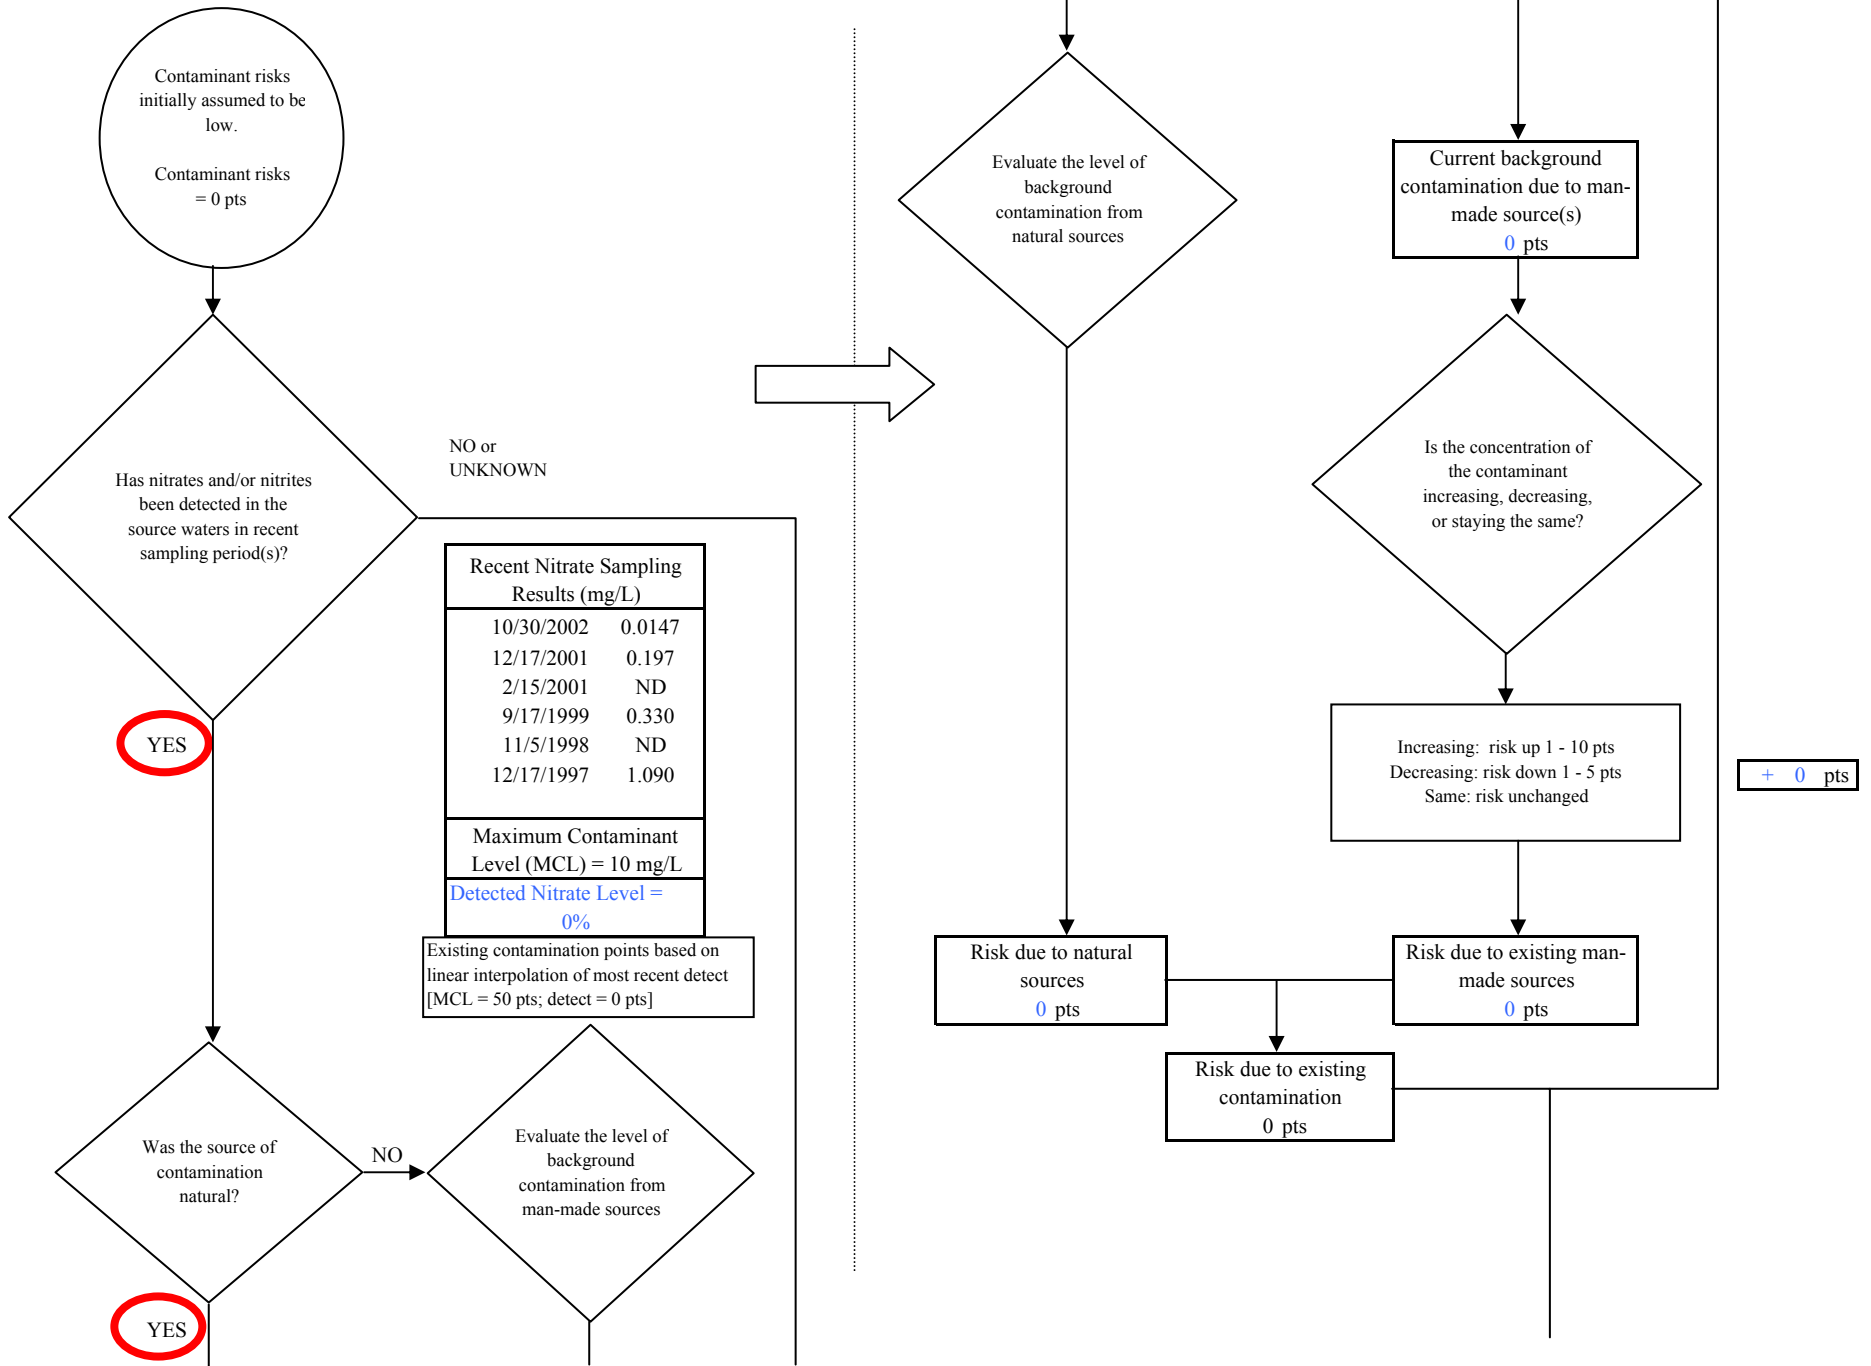 Contaminant risks
initially assumed to be
low.
Contaminant risks
= 0 pts
Has nitrates and/or nitrites
been detected in the
source waters in recent
sampling period(s)?
NO or
UNKNOWN
YES
Recent Nitrate Sampling
Results (mg/L)
10/30/2002 0.0147
12/17/2001 0.197
2/15/2001 ND
9/17/1999 0.330
11/5/1998 ND
12/17/1997 1.090
Maximum Contaminant
Level (MCL) = 10 mg/L
Detected Nitrate Level =
0%
Existing contamination points based on
linear interpolation of most recent detect
[MCL = 50 pts; detect = 0 pts]
Was the source of
contamination
natural?
NO
YES
Evaluate the level of
background
contamination from
man-made sources
Evaluate the level of
background
contamination from
natural sources
Current background
contamination due to man-
made source(s)
0 pts
Is the concentration of
the contaminant
increasing, decreasing,
or staying the same?
Increasing: risk up 1 - 10 pts
Decreasing: risk down 1 - 5 pts
Same: risk unchanged
+ 0 pts
Risk due to natural
sources
0 pts
Risk due to existing man-
made sources
0 pts
Risk due to existing
contamination
0 pts